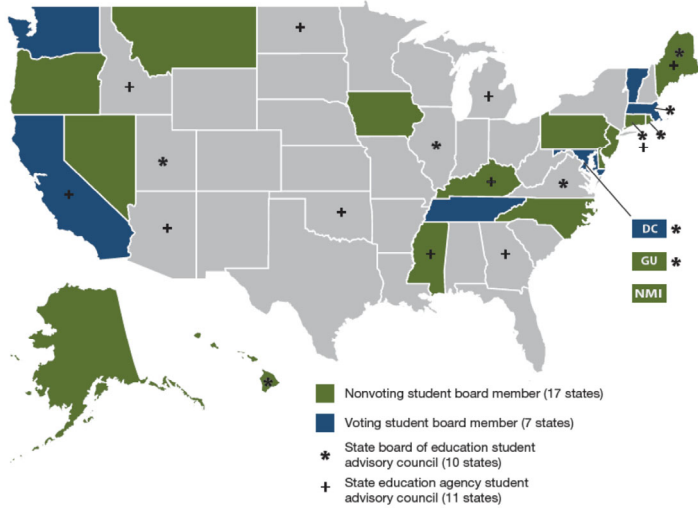 DC *
GU *
NMI
Nonvoting student board member (17 states)
Voting student board member (7 states)
* State board of education student
advisory council (10 states)
+ State education agency student
advisory council (11 states)